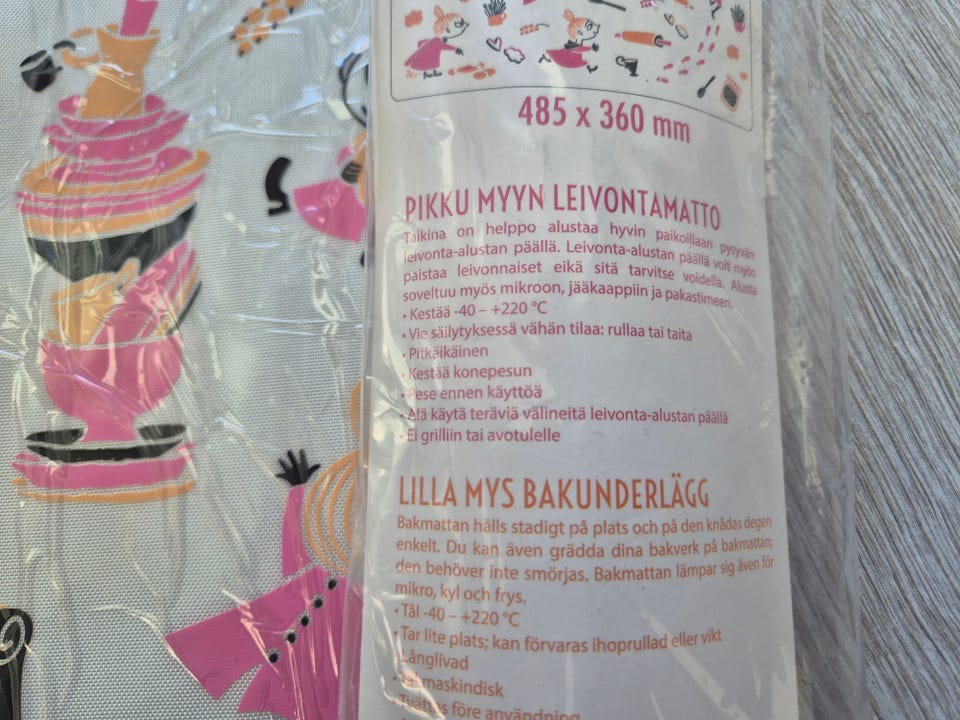 485 x 360 mm
PIKKU MYYN LEIVONTAMATTO
Taikina on helppo alustaa hyvin paikoillaan pysyvän
leivonta-alustan päällä. Leivonta-alustan päällä voit myös
paistaa leivonnaiset eikä sitä tarvitse voidella. Alusta
soveltuu myös mikroon, jääkaappiin ja pakastimeen.
• Kestää -40 – +220 °C
• Vie säilytyksessä vähän tilaa: rullaa tai taita
• Pitkäikäinen
• Kestää konepesun
• Pese ennen käyttöä
• Älä käytä teräviä välineitä leivonta-alustan päällä
• Ei grilliin tai avotulelle
LILLA MYS BAKUNDERLÄGG
Bakmattan hålls stadigt på plats och på den knådas degen
enkelt. Du kan även grädda dina bakverk på bakmattan;
den behöver inte smörjas. Bakmattan lämpar sig även för
mikro, kyl och frys.
• Tål -40 – +220 °C
• Tar lite plats; kan förvaras ihoprullad eller vikt
• Långlivad
• Tål maskindisk
• Tvättas före användning